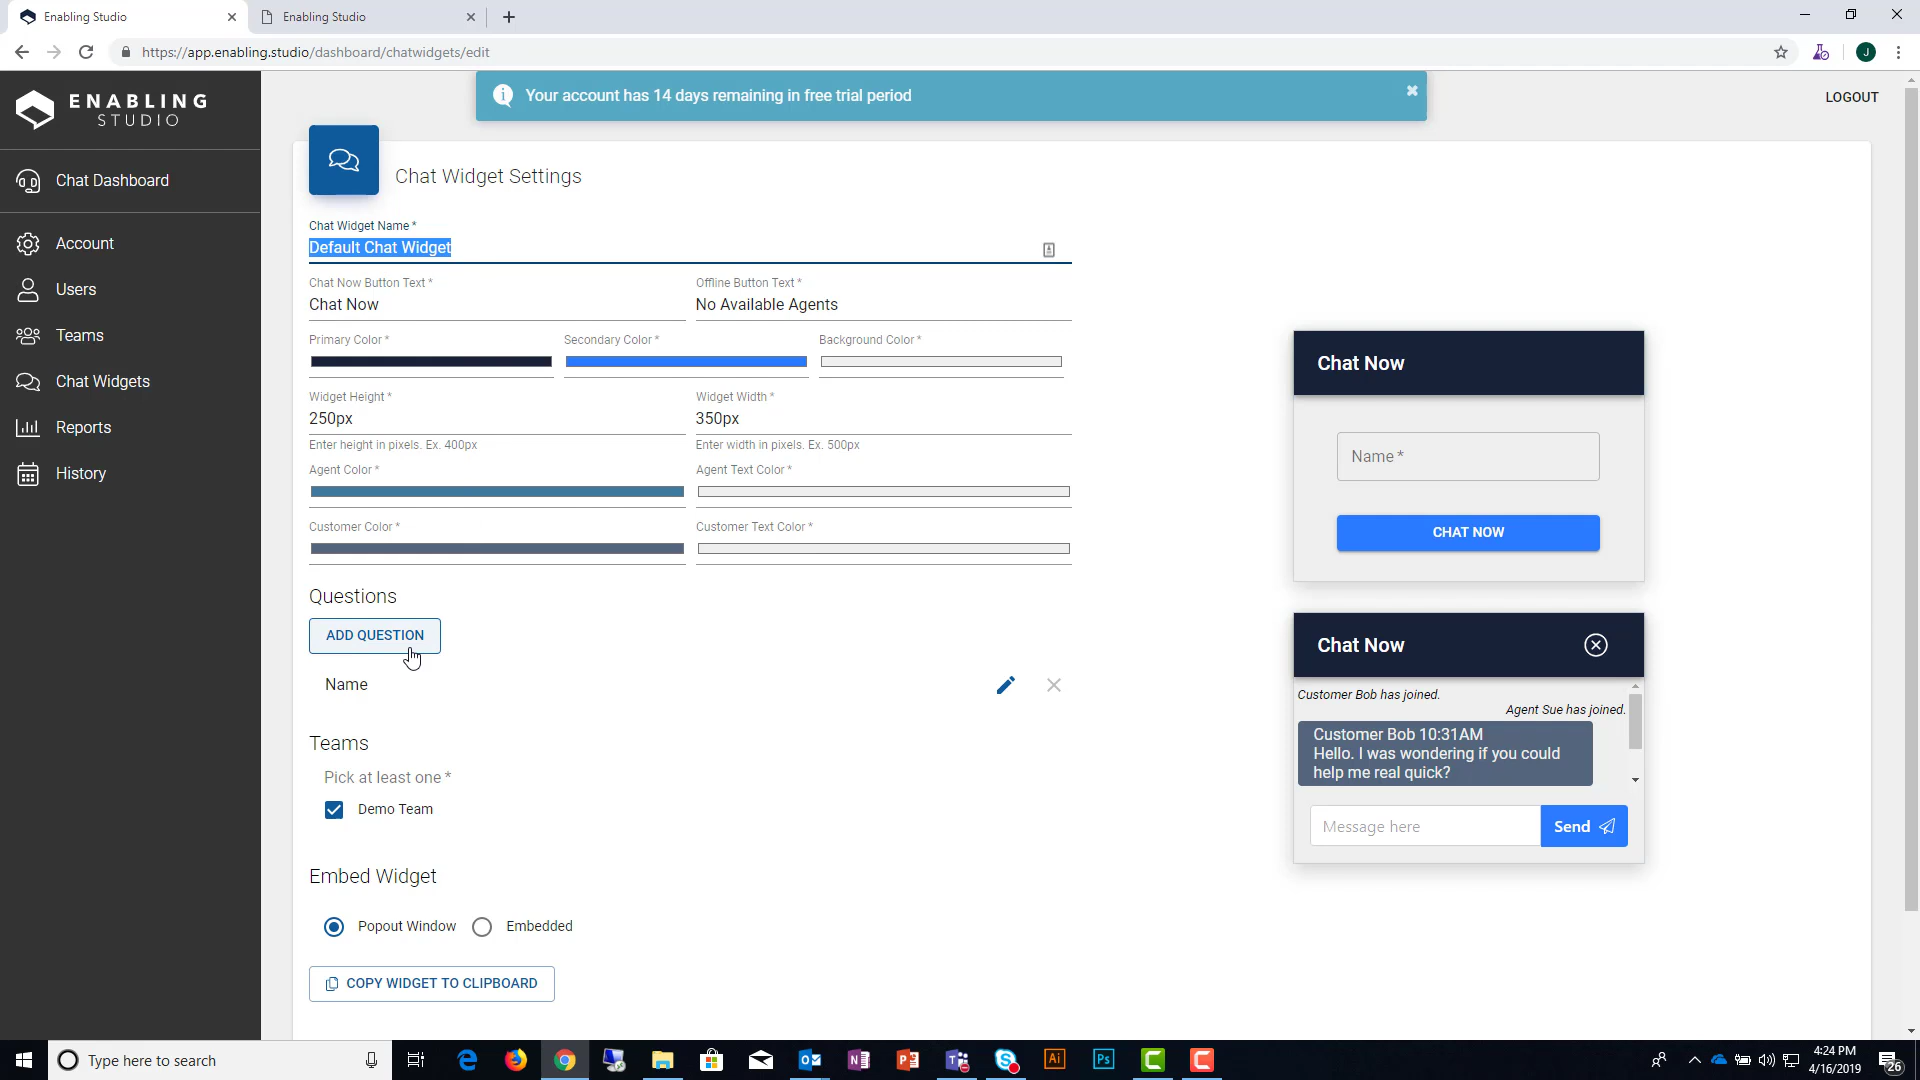 Enabling Studio
Enabling Studio
https://app.enabling.studio/dashboard/chatwidgets/edit
J
ENABLING
STUDIO
Your account has 14 days remaining in free trial period
LOGOUT
Chat Dashboard
Account
Users
Teams
Chat Widgets
Reports
History
Chat Widget Settings
Chat Widget Name *
Default Chat Widget
Chat Now Button Text *
Offline Button Text *
Chat Now
No Available Agents
Primary Color *
Secondary Color *
Background Color *
Widget Height *
Widget Width *
250px
350px
Enter height in pixels. Ex. 400px
Enter width in pixels. Ex. 500px
Agent Color *
Agent Text Color *
Customer Color *
Customer Text Color *
Questions
ADD QUESTION
Name
Teams
Pick at least one *
Demo Team
Embed Widget
Popout Window
Embedded
COPY WIDGET TO CLIPBOARD
Chat Now
Name *
CHAT NOW
Chat Now
Customer Bob has joined.
Agent Sue has joined.
Customer Bob 10:31AM
Hello. I was wondering if you could
help me real quick?
Message here
Send
Type here to search
Ai
Ps
4:24 PM
4/16/2019
26